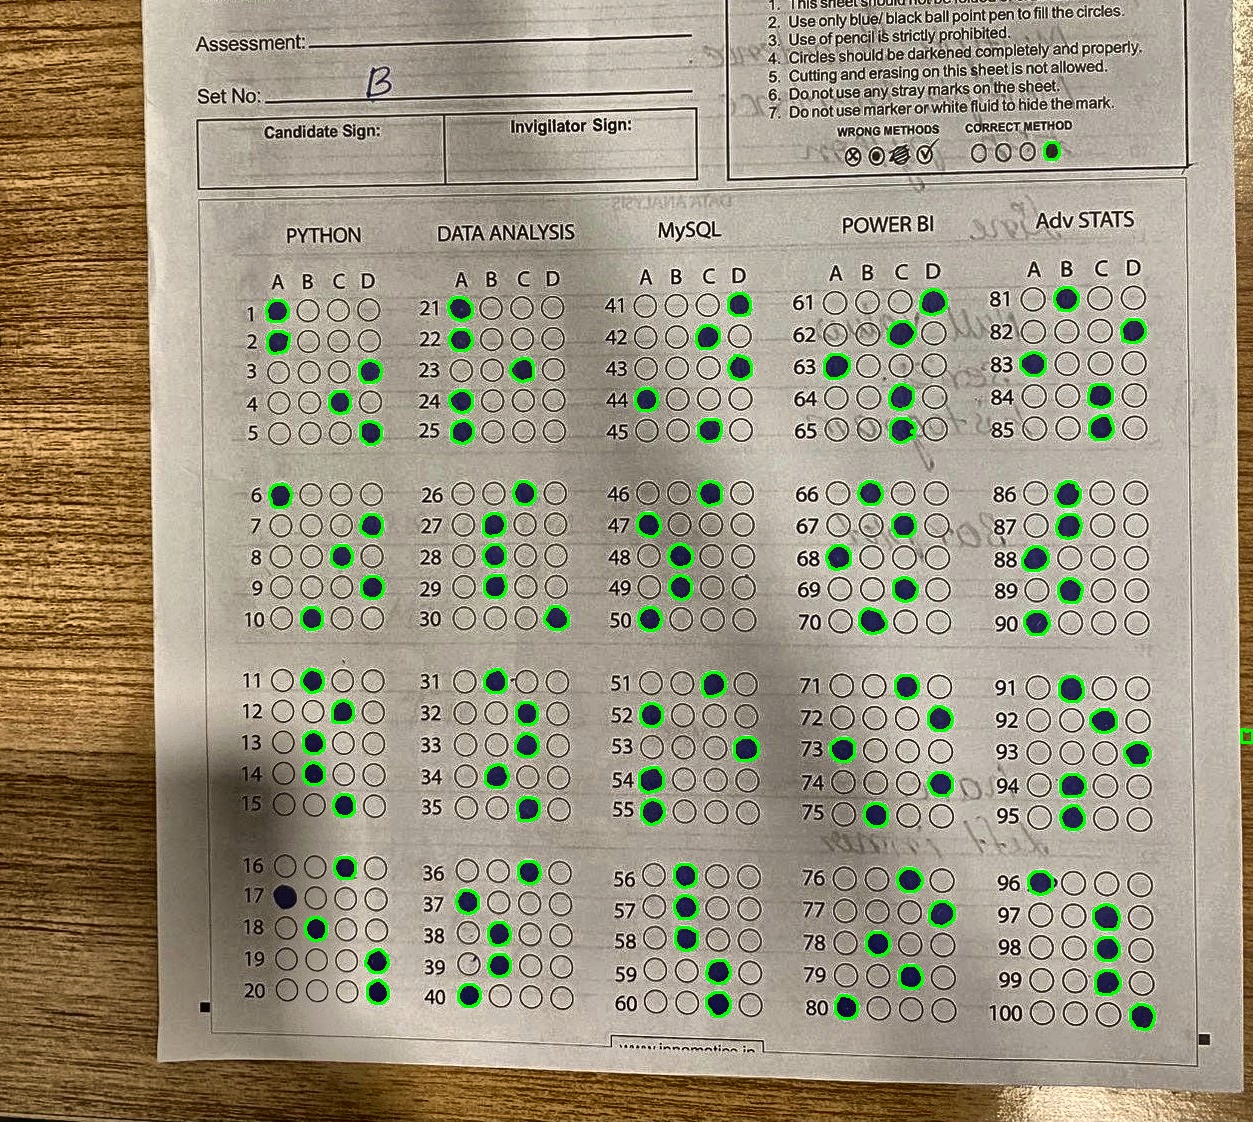 1. This sheet should not be folded
2. Use only blue/ black ball point pen to fill the circles.
3. Use of pencil is strictly prohibited.
4. Circles should be darkened completely and properly.
5. Cutting and erasing on this sheet is not allowed.
6. Do not use any stray marks on the sheet.
7. Do not use marker or white fluid to hide the mark.
WRONG METHODS CORRECT METHOD
Assessment:
Set No: B
Candidate Sign: Invigilator Sign:
PYTHON DATA ANALYSIS MySQL POWER BI Adv STATS
A B C D A B C D A B C D A B C D A B C D
1 21 41 61 81
2 22 42 62 82
3 23 43 63 83
4 24 44 64 84
5 25 45 65 85
6 26 46 66 86
7 27 47 67 87
8 28 48 68 88
9 29 49 69 89
10 30 50 70 90
11 31 51 71 91
12 32 52 72 92
13 33 53 73 93
14 34 54 74 94
15 35 55 75 95
16 36 56 76 96
17 37 57 77 97
18 38 58 78 98
19 39 59 79 99
20 40 60 80 100